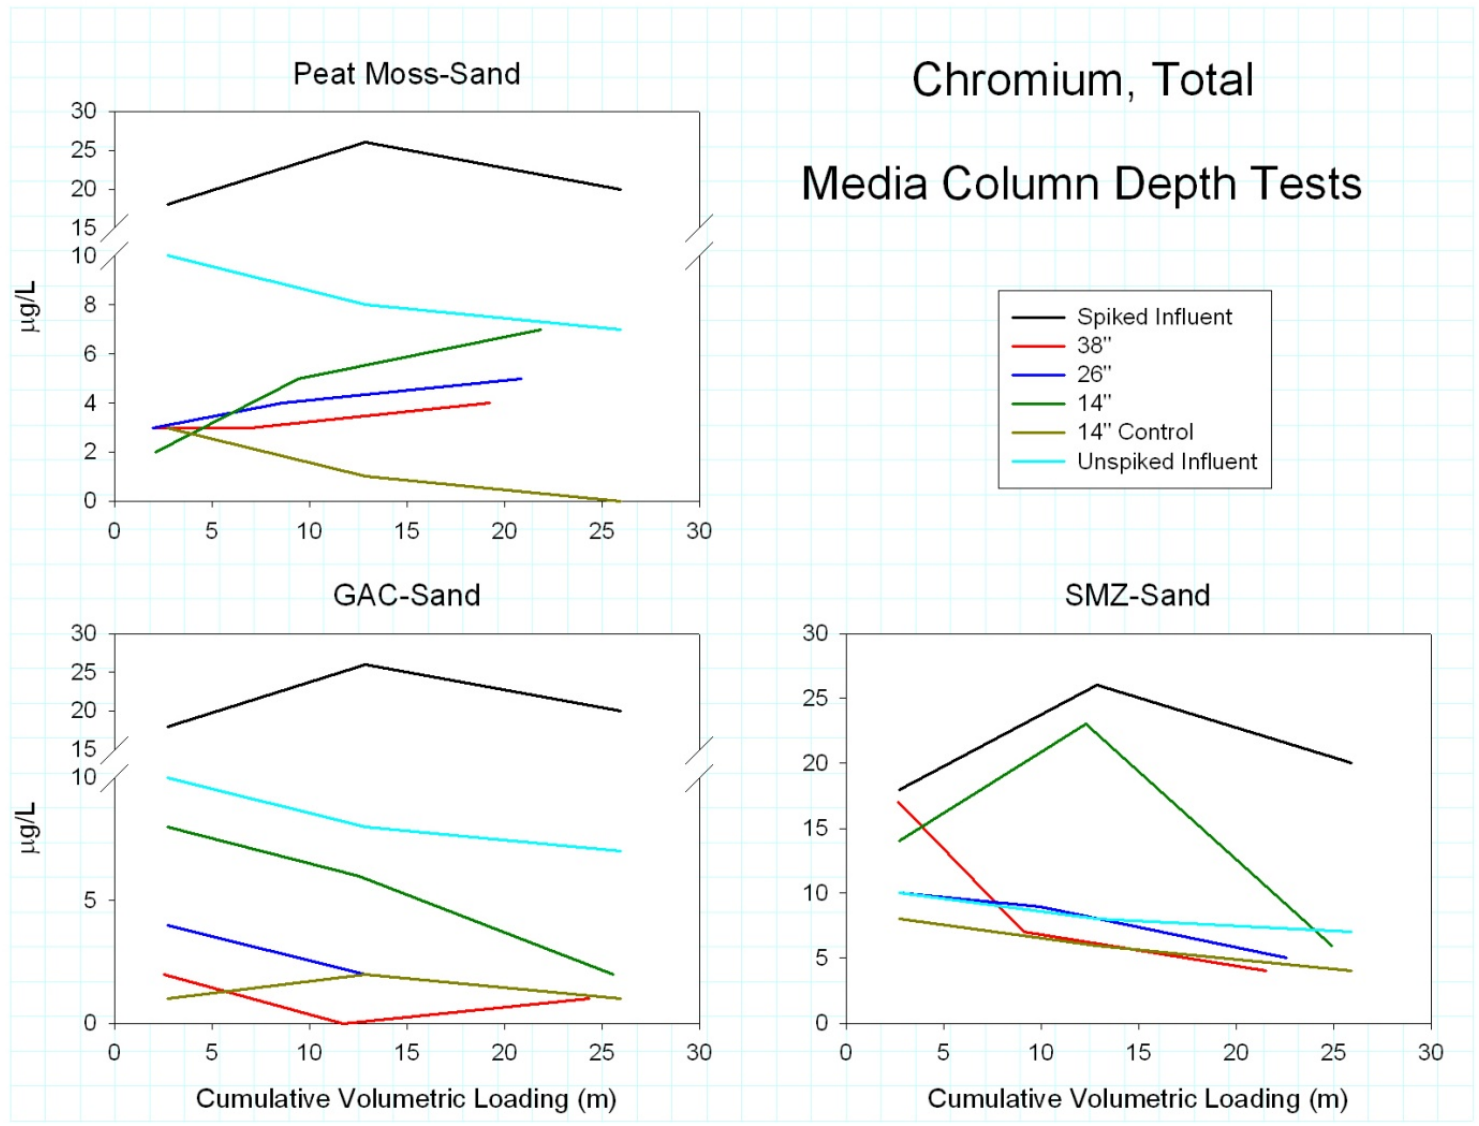 Peat Moss-Sand
Chromium, Total
Media Column Depth Tests
30
25
20
15
10
8
6
4
2
0
µg/L
0 5 10 15 20 25 30
Spiked Influent
38”
26”
14”
14” Control
Unspiked Influent
GAC-Sand
30
25
20
15
10
5
0
µg/L
0 5 10 15 20 25 30
Cumulative Volumetric Loading (m)
SMZ-Sand
30
25
20
15
10
5
0
0 5 10 15 20 25 30
Cumulative Volumetric Loading (m)